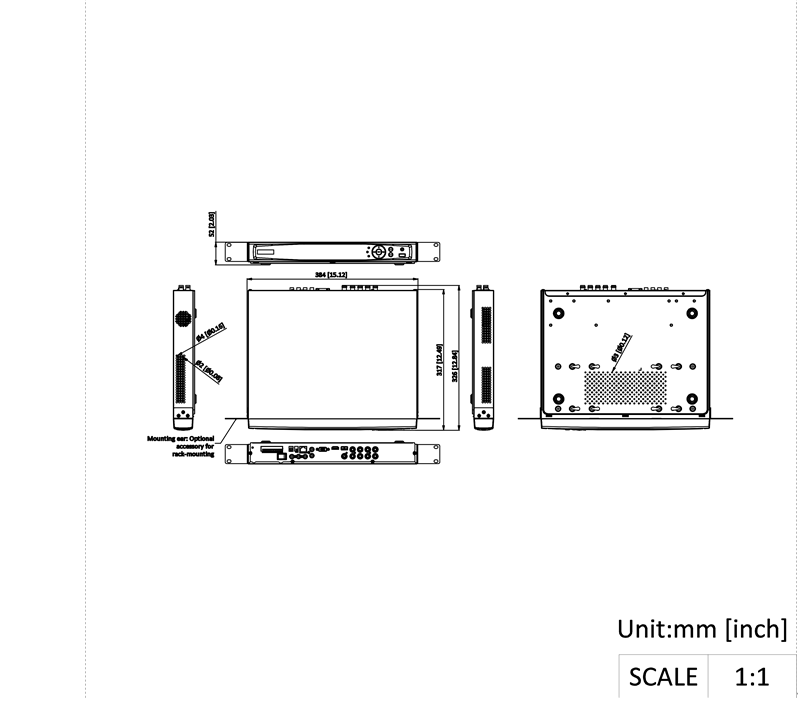 52 [2.05]
384 [15.12]
317 [12.48]
326 [12.84]
Mounting ear: Optional
accessory for
rack-mounting
Unit:mm [inch]
SCALE 1:1